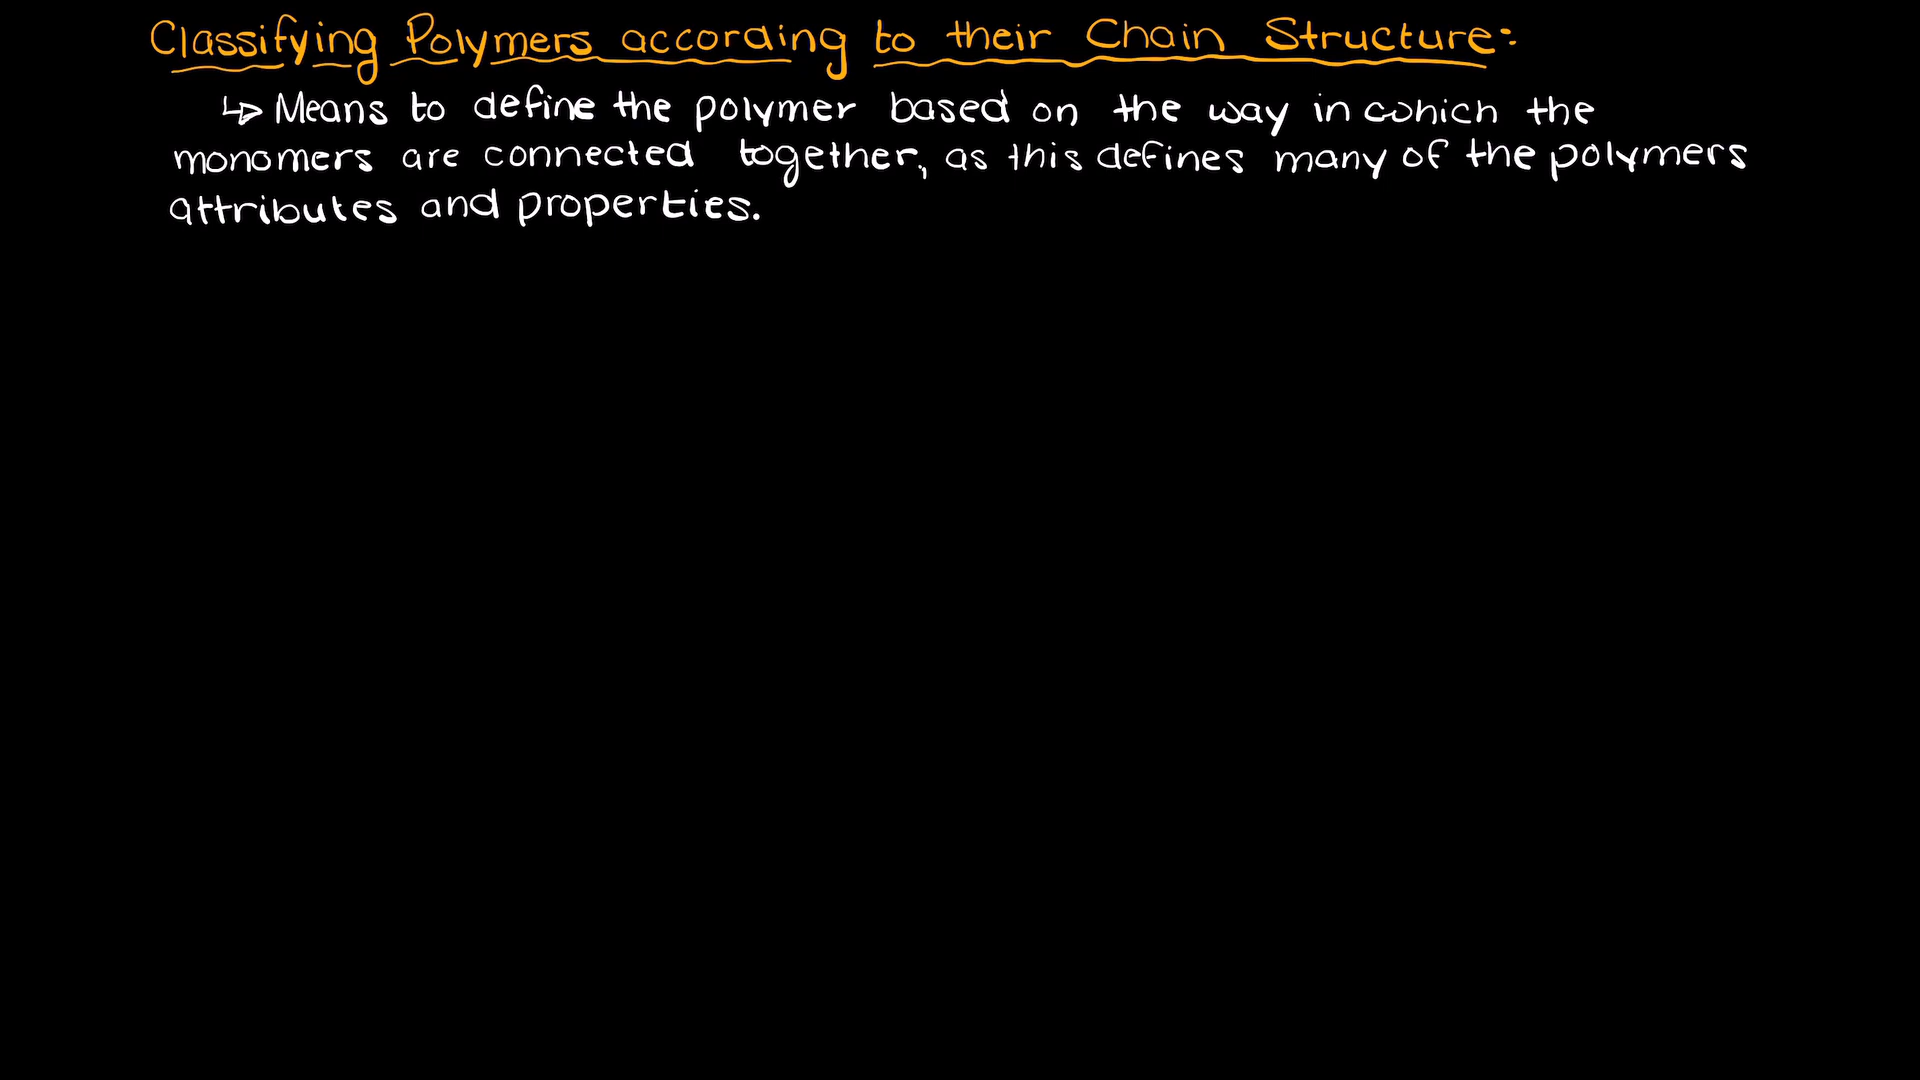 Classifying Polymers according to their Chain Structure:
↳ Means to define the polymer based on the way in which the
monomers are connected together, as this defines many of the polymers
attributes and properties.